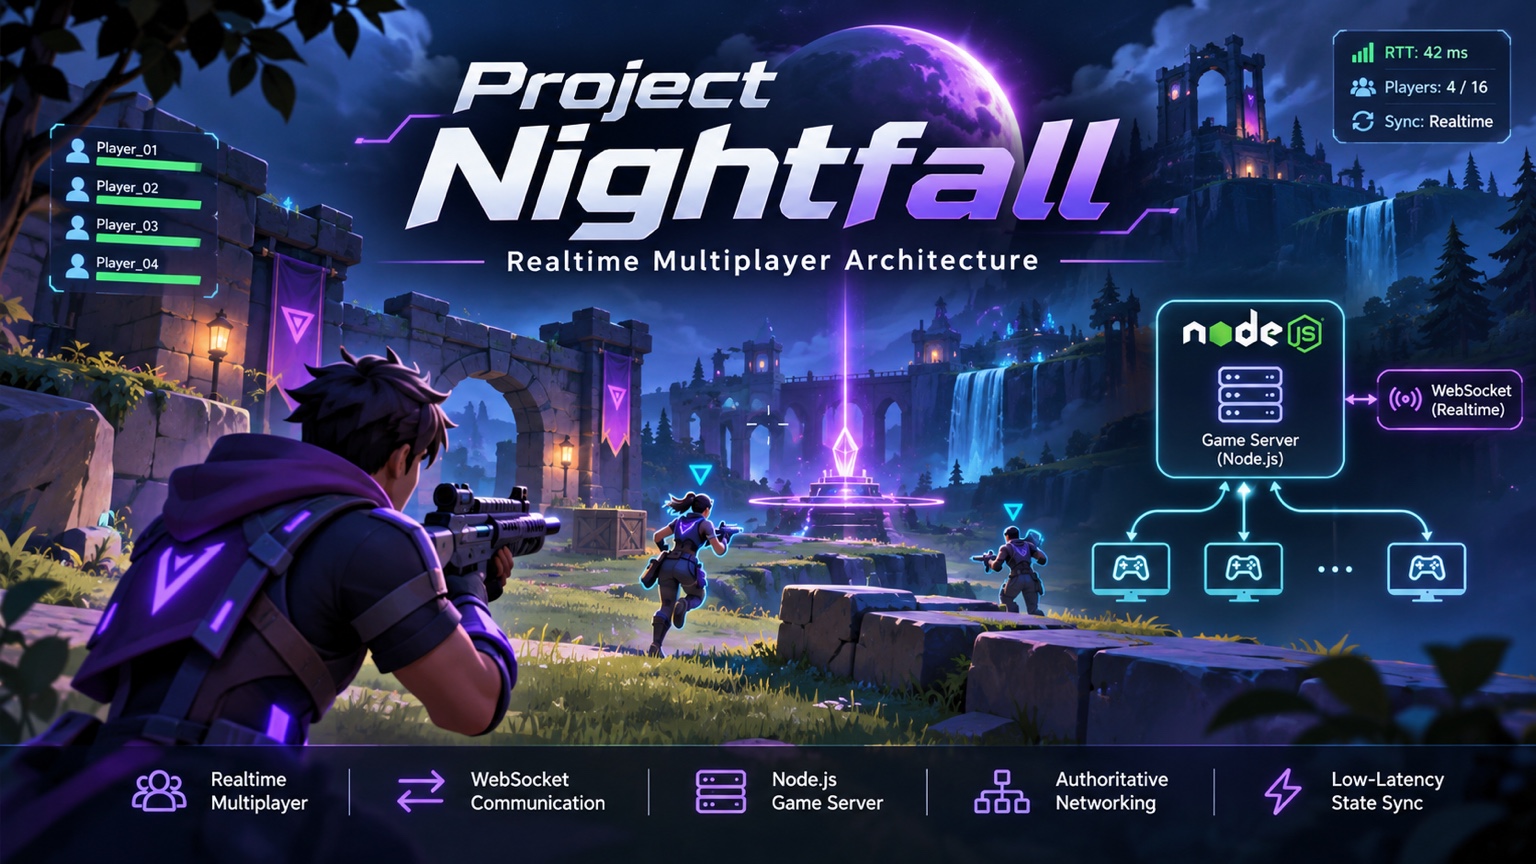 Project
Nightfall
Realtime Multiplayer Architecture
Player_01
Player_02
Player_03
Player_04
RTT: 42 ms
Players: 4 / 16
Sync: Realtime
node JS
Game Server
(Node.js)
WebSocket
(Realtime)
Realtime
Multiplayer
WebSocket
Communication
Node.js
Game Server
Authoritative
Networking
Low-Latency
State Sync